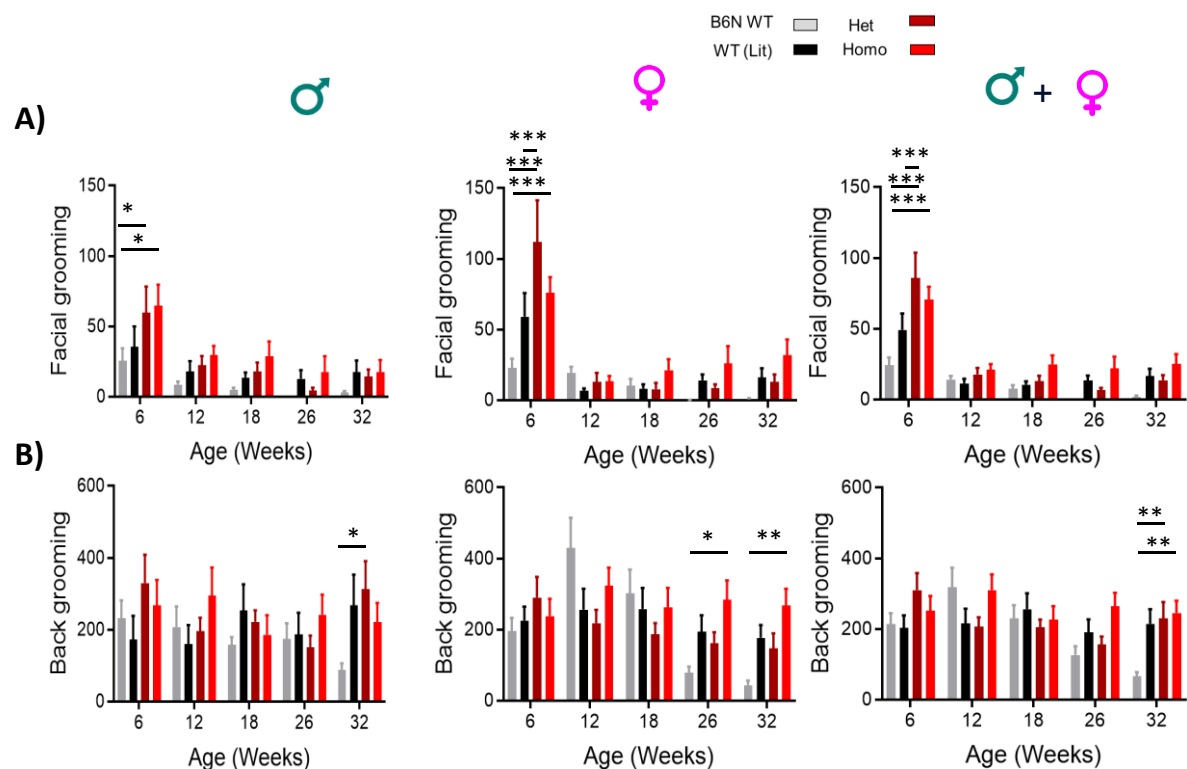 B6N WT Het
WT (Lit) Homo
♂ ♀ ♂ + ♀
A)
*** *** *** *** *** ***
* *
Facial grooming Facial grooming Facial grooming
150 150 150
100 100 100
50 50 50
0 0 0
6 12 18 26 32 6 12 18 26 32 6 12 18 26 32
Age (Weeks) Age (Weeks) Age (Weeks)
B)
* * ** ** **
Back grooming Back grooming Back grooming
600 600 600
400 400 400
200 200 200
0 0 0
6 12 18 26 32 6 12 18 26 32 6 12 18 26 32
Age (Weeks) Age (Weeks) Age (Weeks)